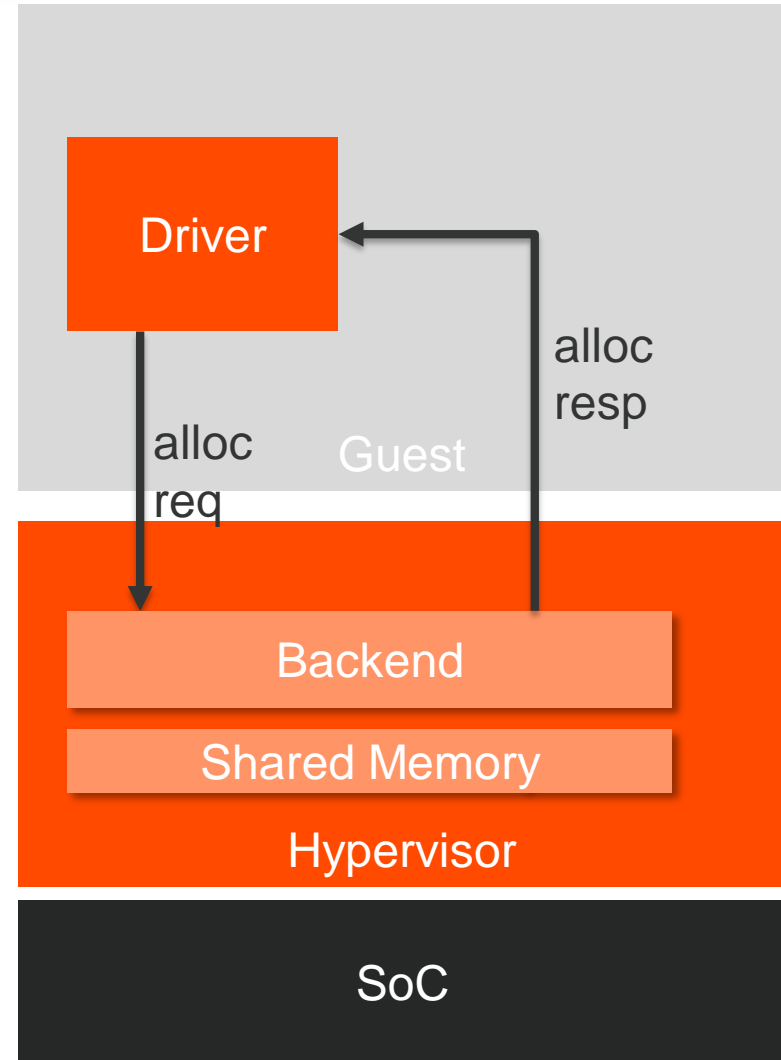 Driver
alloc
resp
alloc
req
Guest
Backend
Shared Memory
Hypervisor
SoC